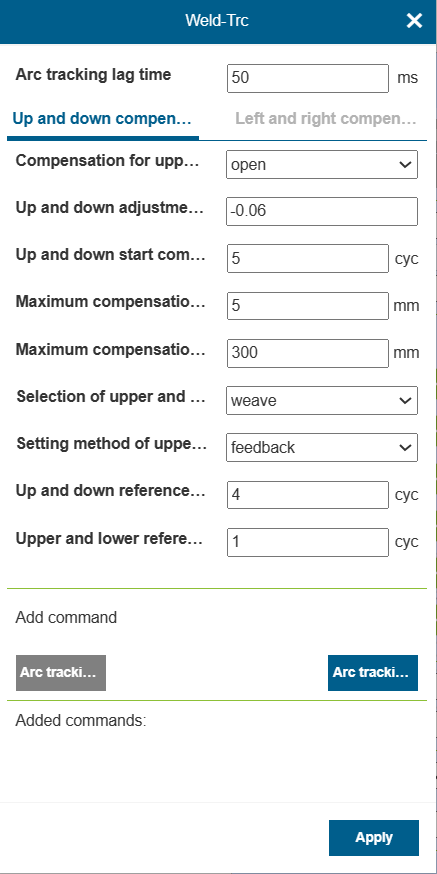 Weld-Trc
Arc tracking lag time 50 ms
Up and down compen... Left and right compen...
Compensation for upp... open
Up and down adjustme... -0.06
Up and down start com... 5 cyc
Maximum compensatio... 5 mm
Maximum compensatio... 300 mm
Selection of upper and ... weave
Setting method of uppe... feedback
Up and down reference... 4 cyc
Upper and lower refere... 1 cyc
Add command
Arc tracki... Arc tracki...
Added commands:
Apply